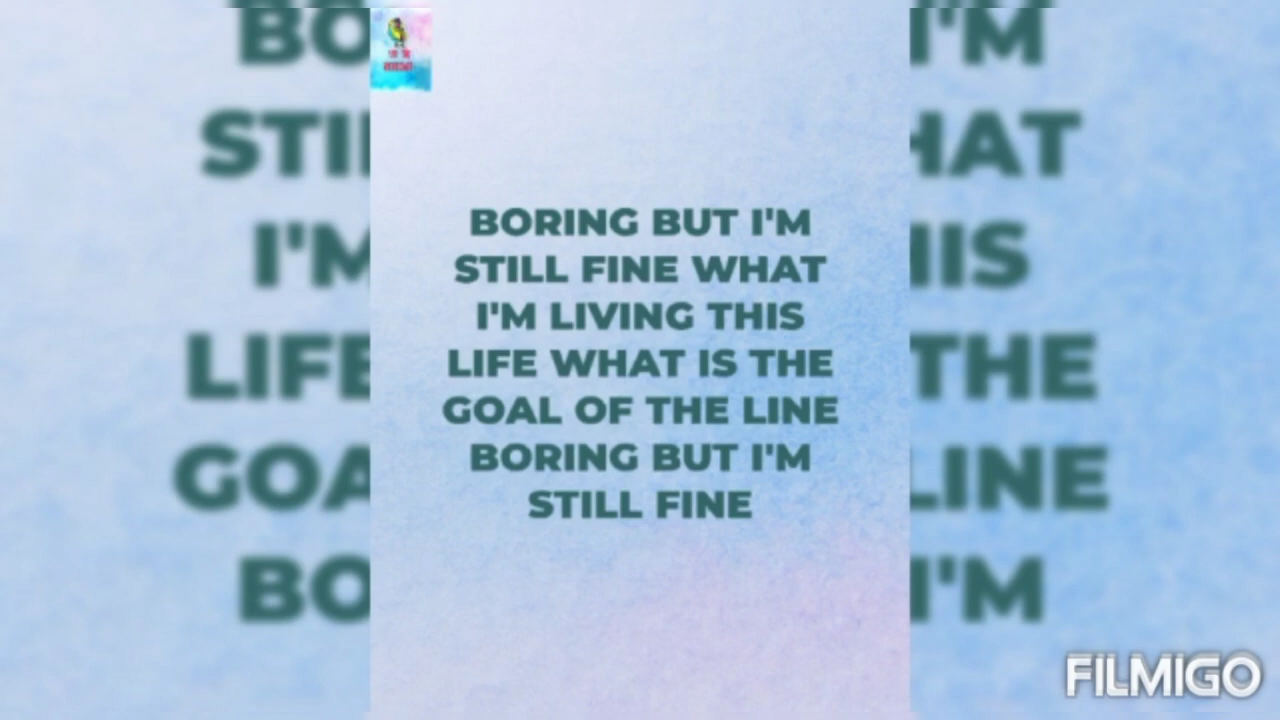 BORING BUT I'M
STILL FINE WHAT
I'M LIVING THIS
LIFE WHAT IS THE
GOAL OF THE LINE
BORING BUT I'M
STILL FINE
FILMIGO